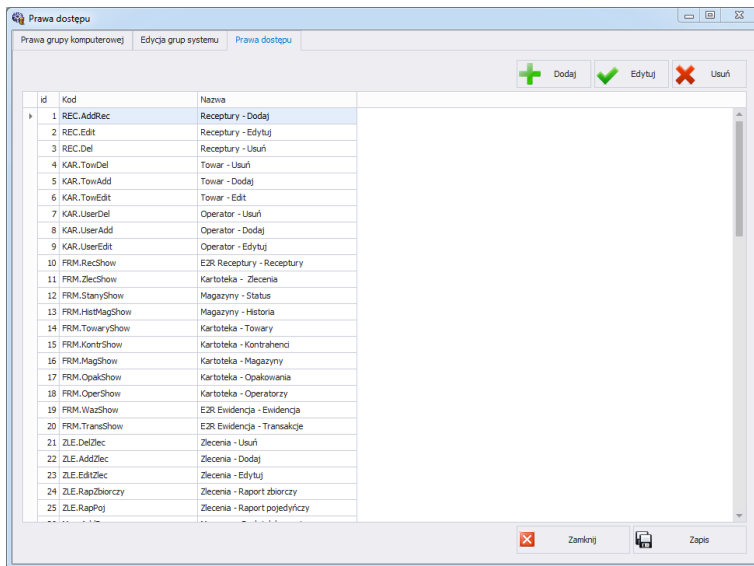 Prawa dostępu
Prawa grupy komputerowej Edycja grup systemu Prawa dostępu
Dodaj Edytuj Usuń
id Kod Nazwa
1 REC.AddRec Receptury - Dodaj
2 REC.Edit Receptury - Edytuj
3 REC.Del Receptury - Usuń
4 KAR.TowDel Towar - Usuń
5 KAR.TowAdd Towar - Dodaj
6 KAR.TowEdit Towar - Edit
7 KAR.UserDel Operator - Usuń
8 KAR.UserAdd Operator - Dodaj
9 KAR.UserEdit Operator - Edytuj
10 FRM.RecShow E2R Receptury - Receptury
11 FRM.ZlecShow Kartoteka - Zlecenia
12 FRM.StanyShow Magazyny - Status
13 FRM.HistMagShow Magazyny - Historia
14 FRM.TowaryShow Kartoteka - Towary
15 FRM.KontrShow Kartoteka - Kontrahenci
16 FRM.MagShow Kartoteka - Magazyny
17 FRM.OpakShow Kartoteka - Opakowania
18 FRM.OperShow Kartoteka - Operatorzy
19 FRM.WazShow E2R Ewidencja - Ewidencja
20 FRM.TransShow E2R Ewidencja - Transakcje
21 ZLE.DelZlec Zlecenia - Usuń
22 ZLE.AddZlec Zlecenia - Dodaj
23 ZLE.EditZlec Zlecenia - Edytuj
24 ZLE.RapZbiorczy Zlecenia - Raport zbiorczy
25 ZLE.RapPoj Zlecenia - Raport pojedyńczy
Zamknij Zapis